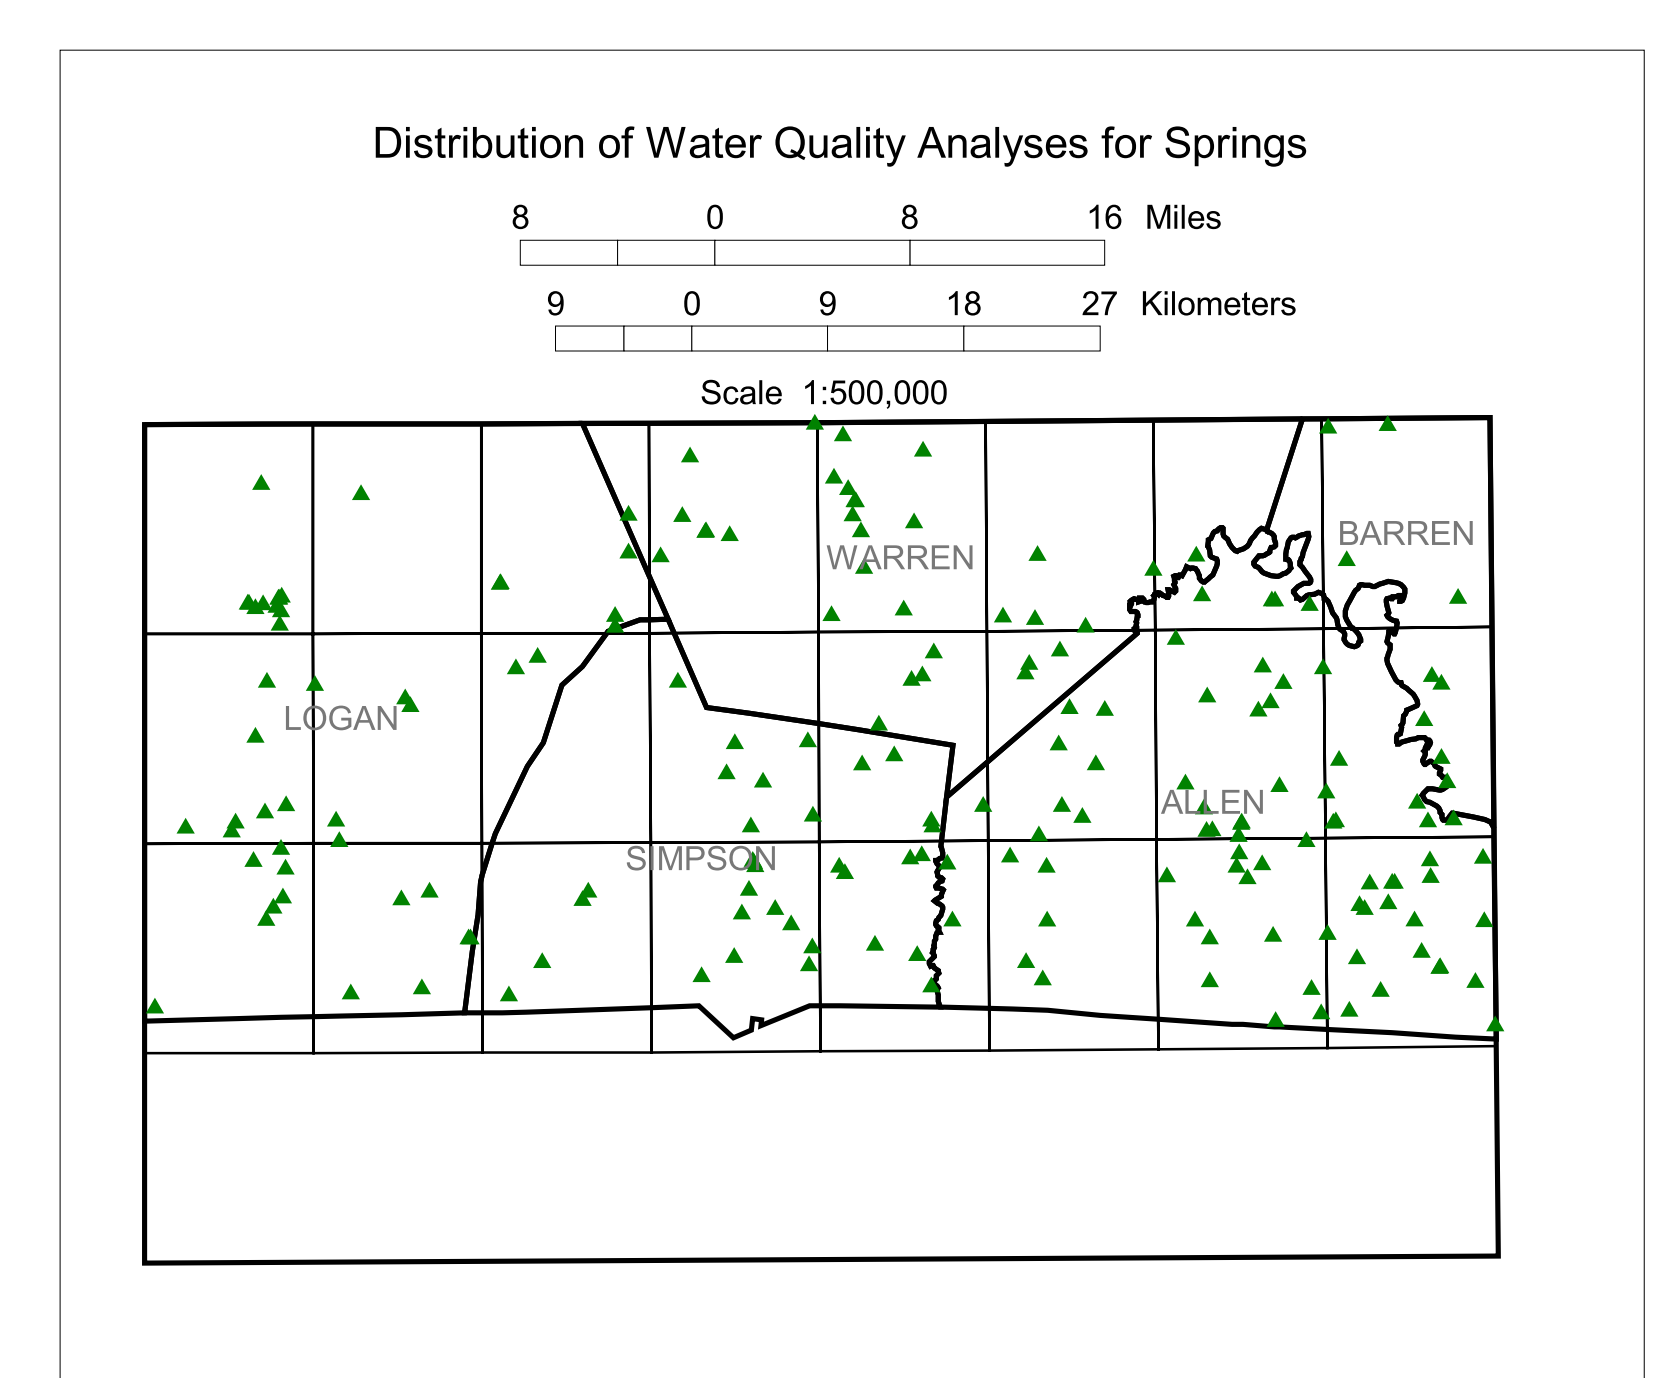 Distribution of Water Quality Analyses for Springs
8 0 8 16 Miles
9 0 9 18 27 Kilometers
Scale 1:500,000
BARREN
WARREN
LOGAN
ALLEN
SIMPSON